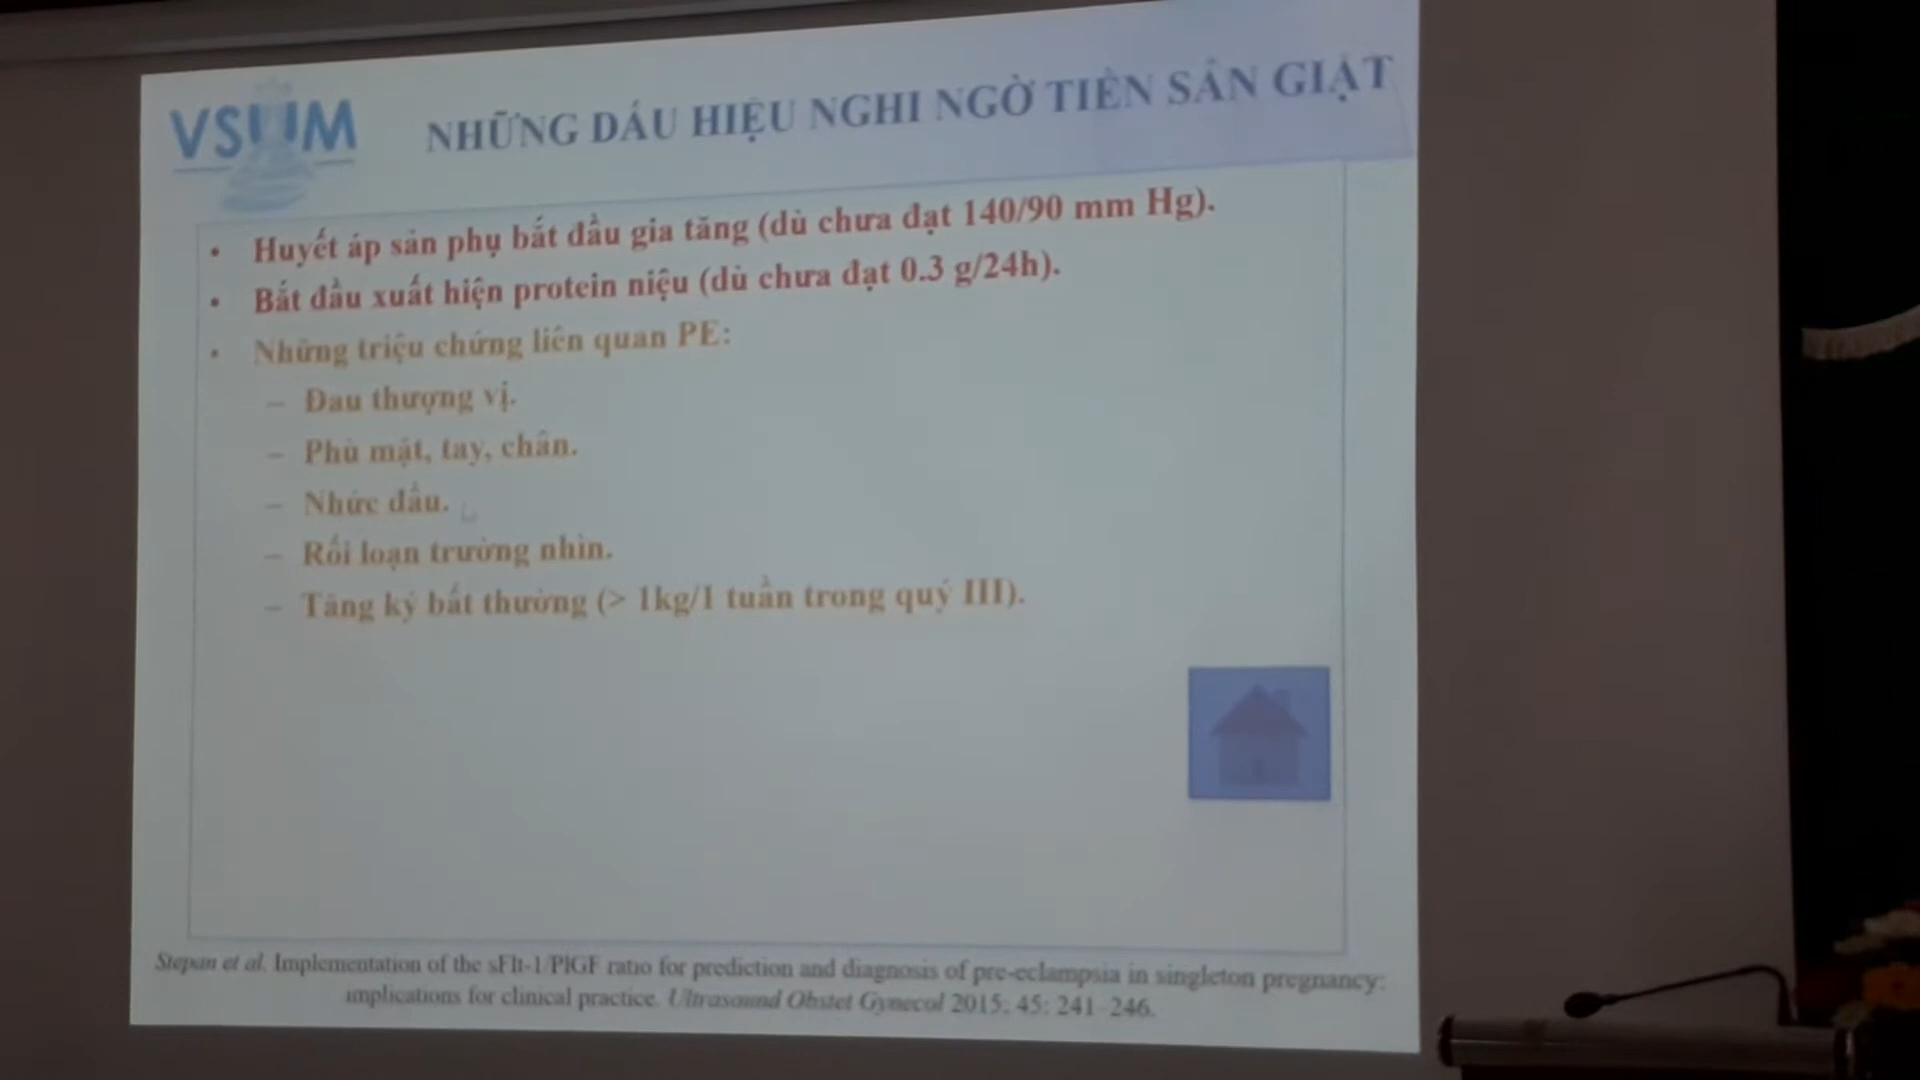 VSUM
NHỮNG DẤU HIỆU NGHI NGỜ TIỀN SẢN GIẬT
• Huyết áp sản phụ bắt đầu gia tăng (dù chưa đạt 140/90 mm Hg).
• Bắt đầu xuất hiện protein niệu (dù chưa đạt 0.3 g/24h).
• Những triệu chứng liên quan PE:
– Đau thượng vị.
– Phù mặt, tay, chân.
– Nhức đầu.
– Rối loạn trường nhìn.
– Tăng ký bất thường (> 1kg/1 tuần trong quý III).
Stepan et al. Implementation of the sFlt-1/PlGF ratio for prediction and diagnosis of pre-eclampsia in singleton pregnancy:
implications for clinical practice. Ultrasound Obstet Gynecol 2015; 45: 241–246.